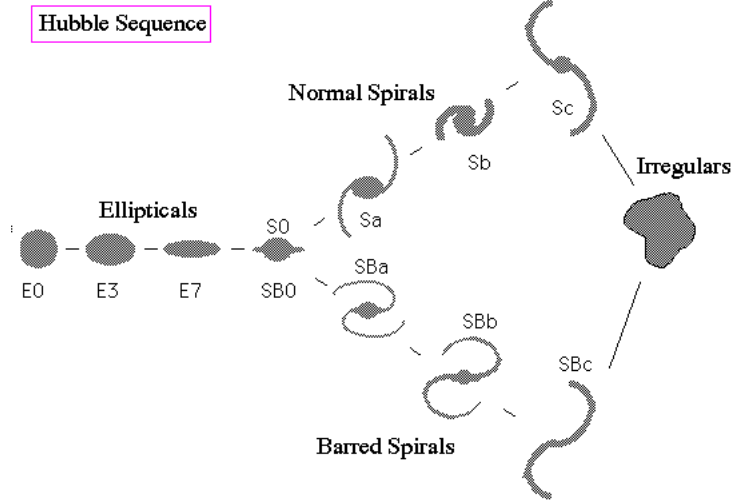 Hubble Sequence
Normal Spirals
Sc
Sb
Irregulars
Ellipticals
S0
Sa
E0
E3
E7
SB0
SBa
SBb
SBc
Barred Spirals